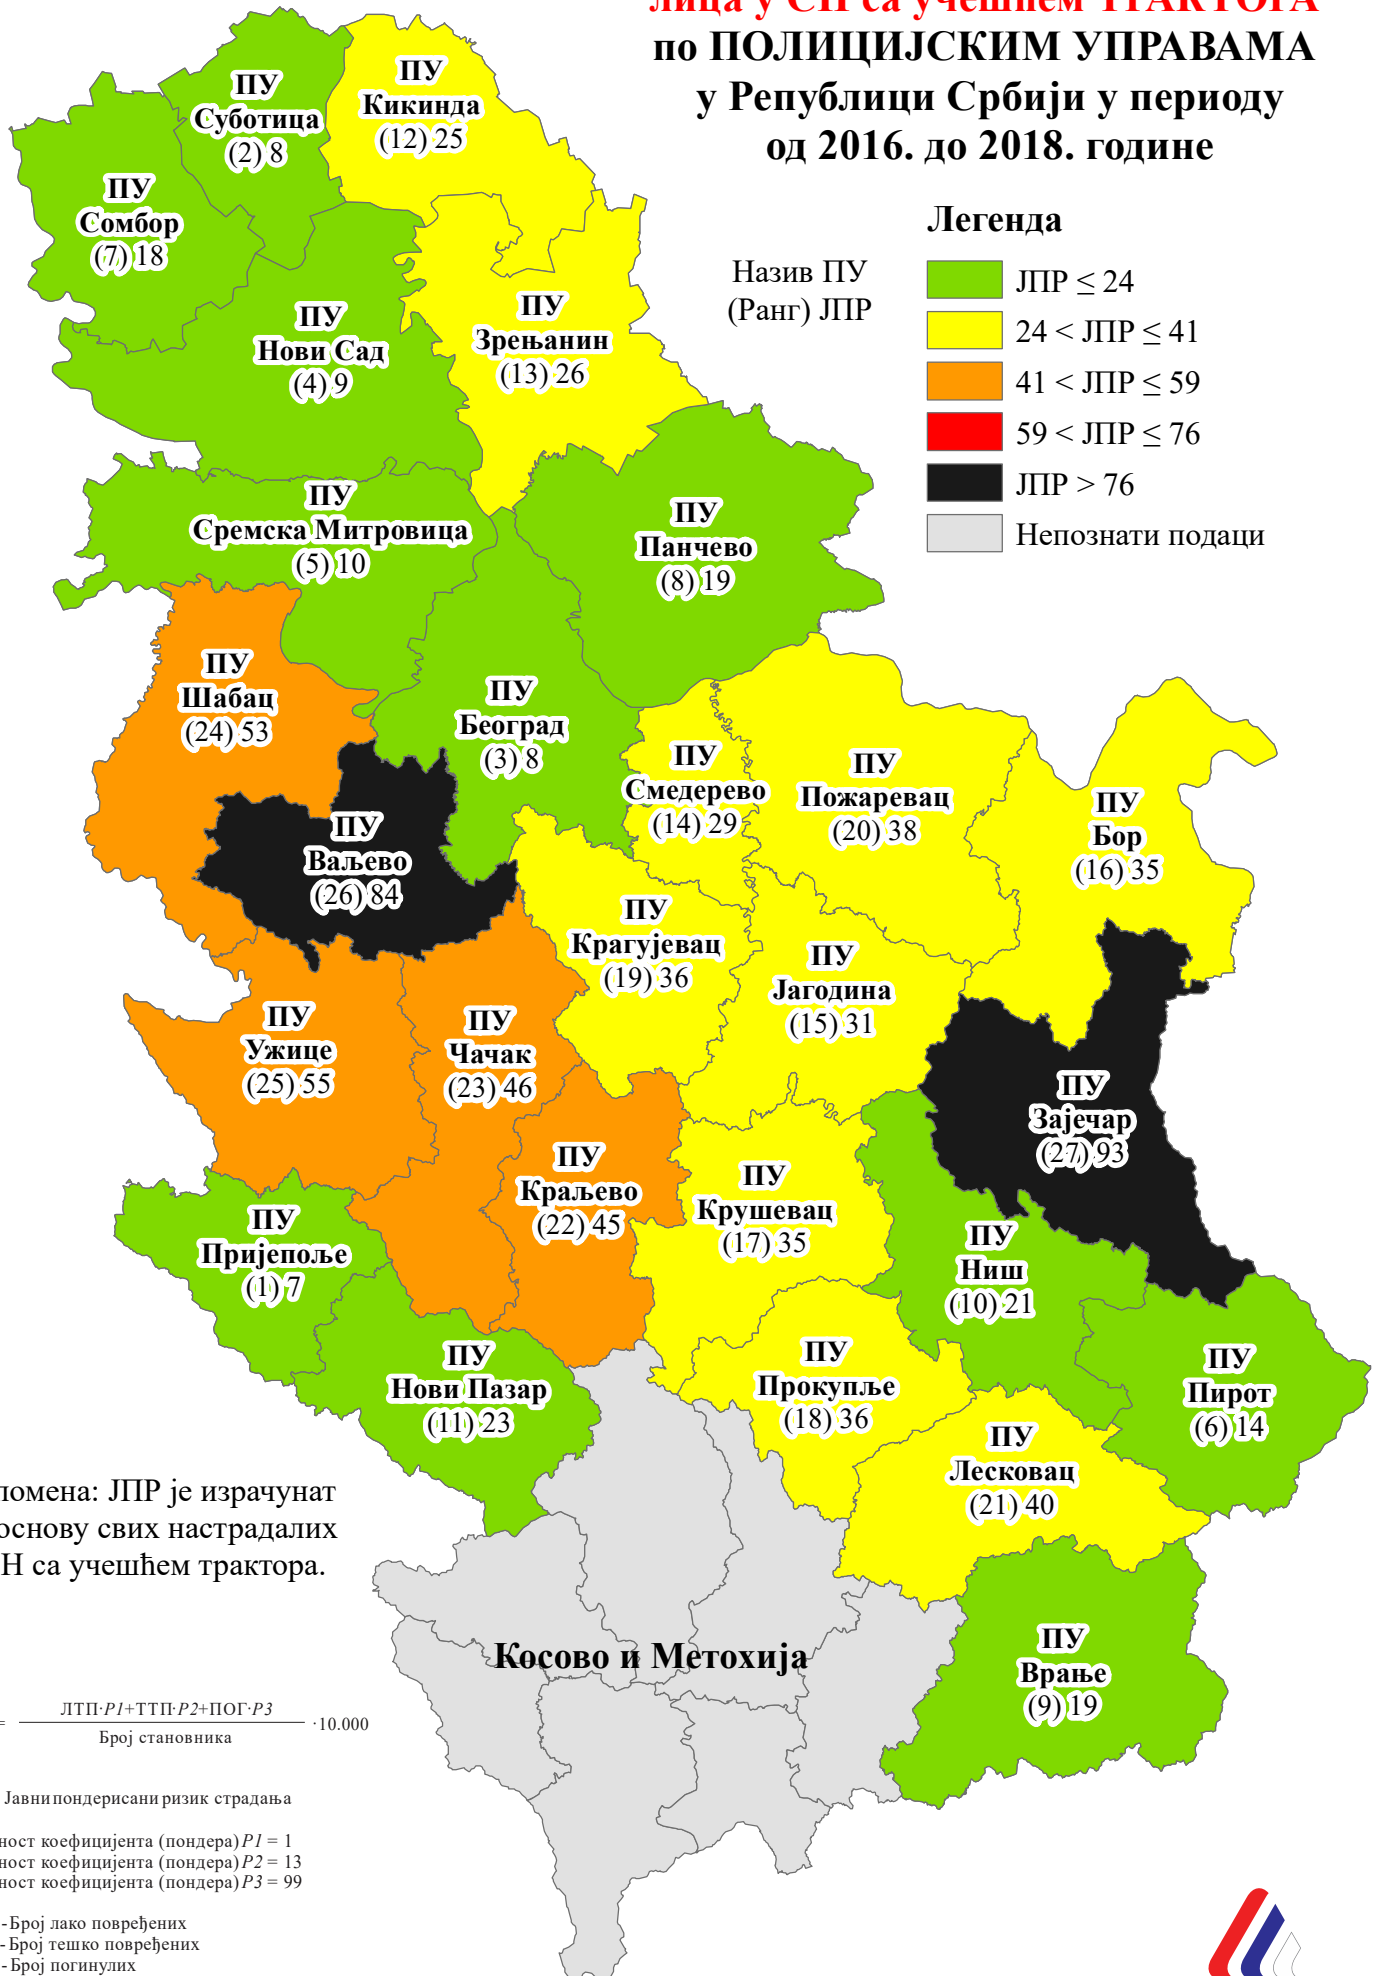 лица у СН са учешћем ТРАКТОРА
по ПОЛИЦИЈСКИМ УПРАВАМА
у Републици Србији у периоду
од 2016. до 2018. године
Легенда
Назив ПУ
(Ранг) ЈПР
ЈПР ≤ 24
24 < ЈПР ≤ 41
41 < ЈПР ≤ 59
59 < ЈПР ≤ 76
ЈПР > 76
Непознати подаци
ПУ
Суботица
(2) 8
ПУ
Кикинда
(12) 25
ПУ
Сомбор
(7) 18
ПУ
Нови Сад
(4) 9
ПУ
Зрењанин
(13) 26
ПУ
Сремска Митровица
(5) 10
ПУ
Панчево
(8) 19
ПУ
Шабац
(24) 53
ПУ
Београд
(3) 8
ПУ
Смедерево
(14) 29
ПУ
Пожаревац
(20) 38
ПУ
Бор
(16) 35
ПУ
Ваљево
(26) 84
ПУ
Крагујевац
(19) 36
ПУ
Јагодина
(15) 31
ПУ
Ужице
(25) 55
ПУ
Чачак
(23) 46
ПУ
Зајечар
(27) 93
ПУ
Краљево
(22) 45
ПУ
Крушевац
(17) 35
ПУ
Пријепоље
(1) 7
ПУ
Ниш
(10) 21
ПУ
Нови Пазар
(11) 23
ПУ
Прокупље
(18) 36
ПУ
Пирот
(6) 14
ПУ
Лесковац
(21) 40
ПУ
Врање
(9) 19
Косово и Метохија
помена: ЈПР је израчунат
основу свих настрадалих
Н са учешћем трактора.
= ЛТП·P1+ТТП·P2+ПОГ·P3
Број становника
·10.000
Јавни пондерисани ризик страдања
ност коефицијента (пондера) P1 = 1
ност коефицијента (пондера) P2 = 13
ност коефицијента (пондера) P3 = 99
- Број лако повређених
- Број тешко повређених
- Број погинулих